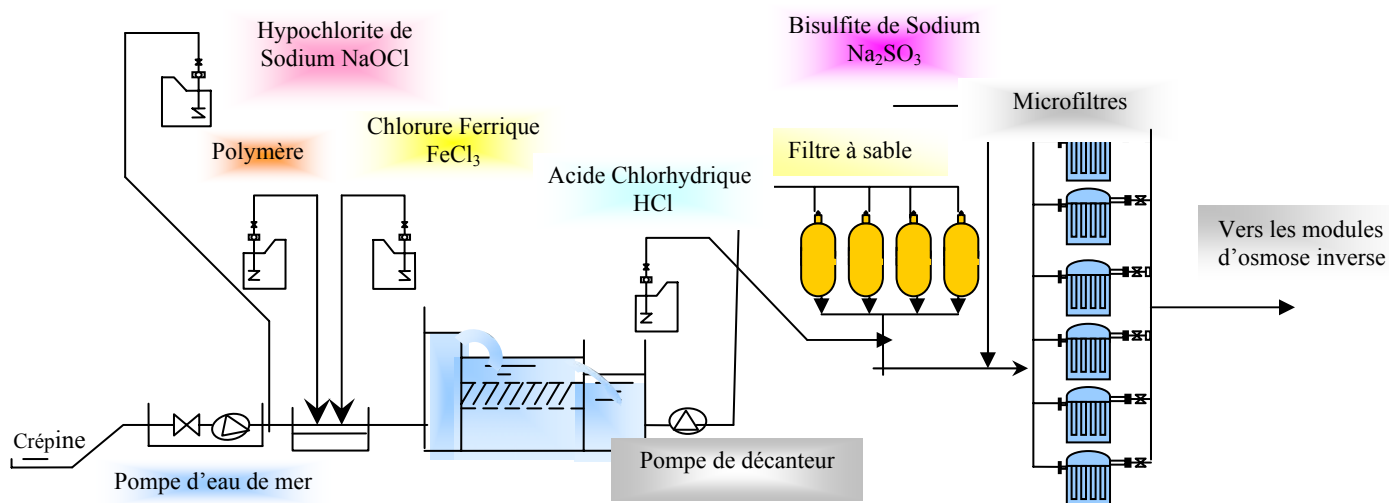 Hypochlorite de
Sodium NaOCl
Bisulfite de Sodium
Na₂SO₃
Microfiltres
Chlorure Ferrique
FeCl₃
Polymère
Filtre à sable
Acide Chlorhydrique
HCl
Vers les modules
d'osmose inverse
Crépine
Pompe d'eau de mer
Pompe de décanteur